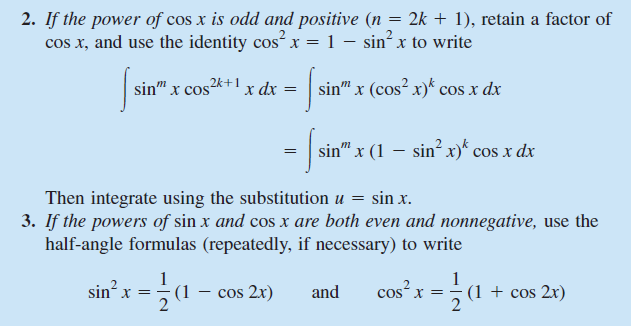 2. If the power of cos x is odd and positive (n = 2k + 1), retain a factor of
cos x, and use the identity cos² x = 1 − sin² x to write
∫ sinᵐ x cos²ᵏ⁺¹ x dx = ∫ sinᵐ x (cos² x)ᵏ cos x dx
= ∫ sinᵐ x (1 − sin² x)ᵏ cos x dx
Then integrate using the substitution u = sin x.
3. If the powers of sin x and cos x are both even and nonnegative, use the
half-angle formulas (repeatedly, if necessary) to write
sin² x = 1/2 (1 − cos 2x) and cos² x = 1/2 (1 + cos 2x)